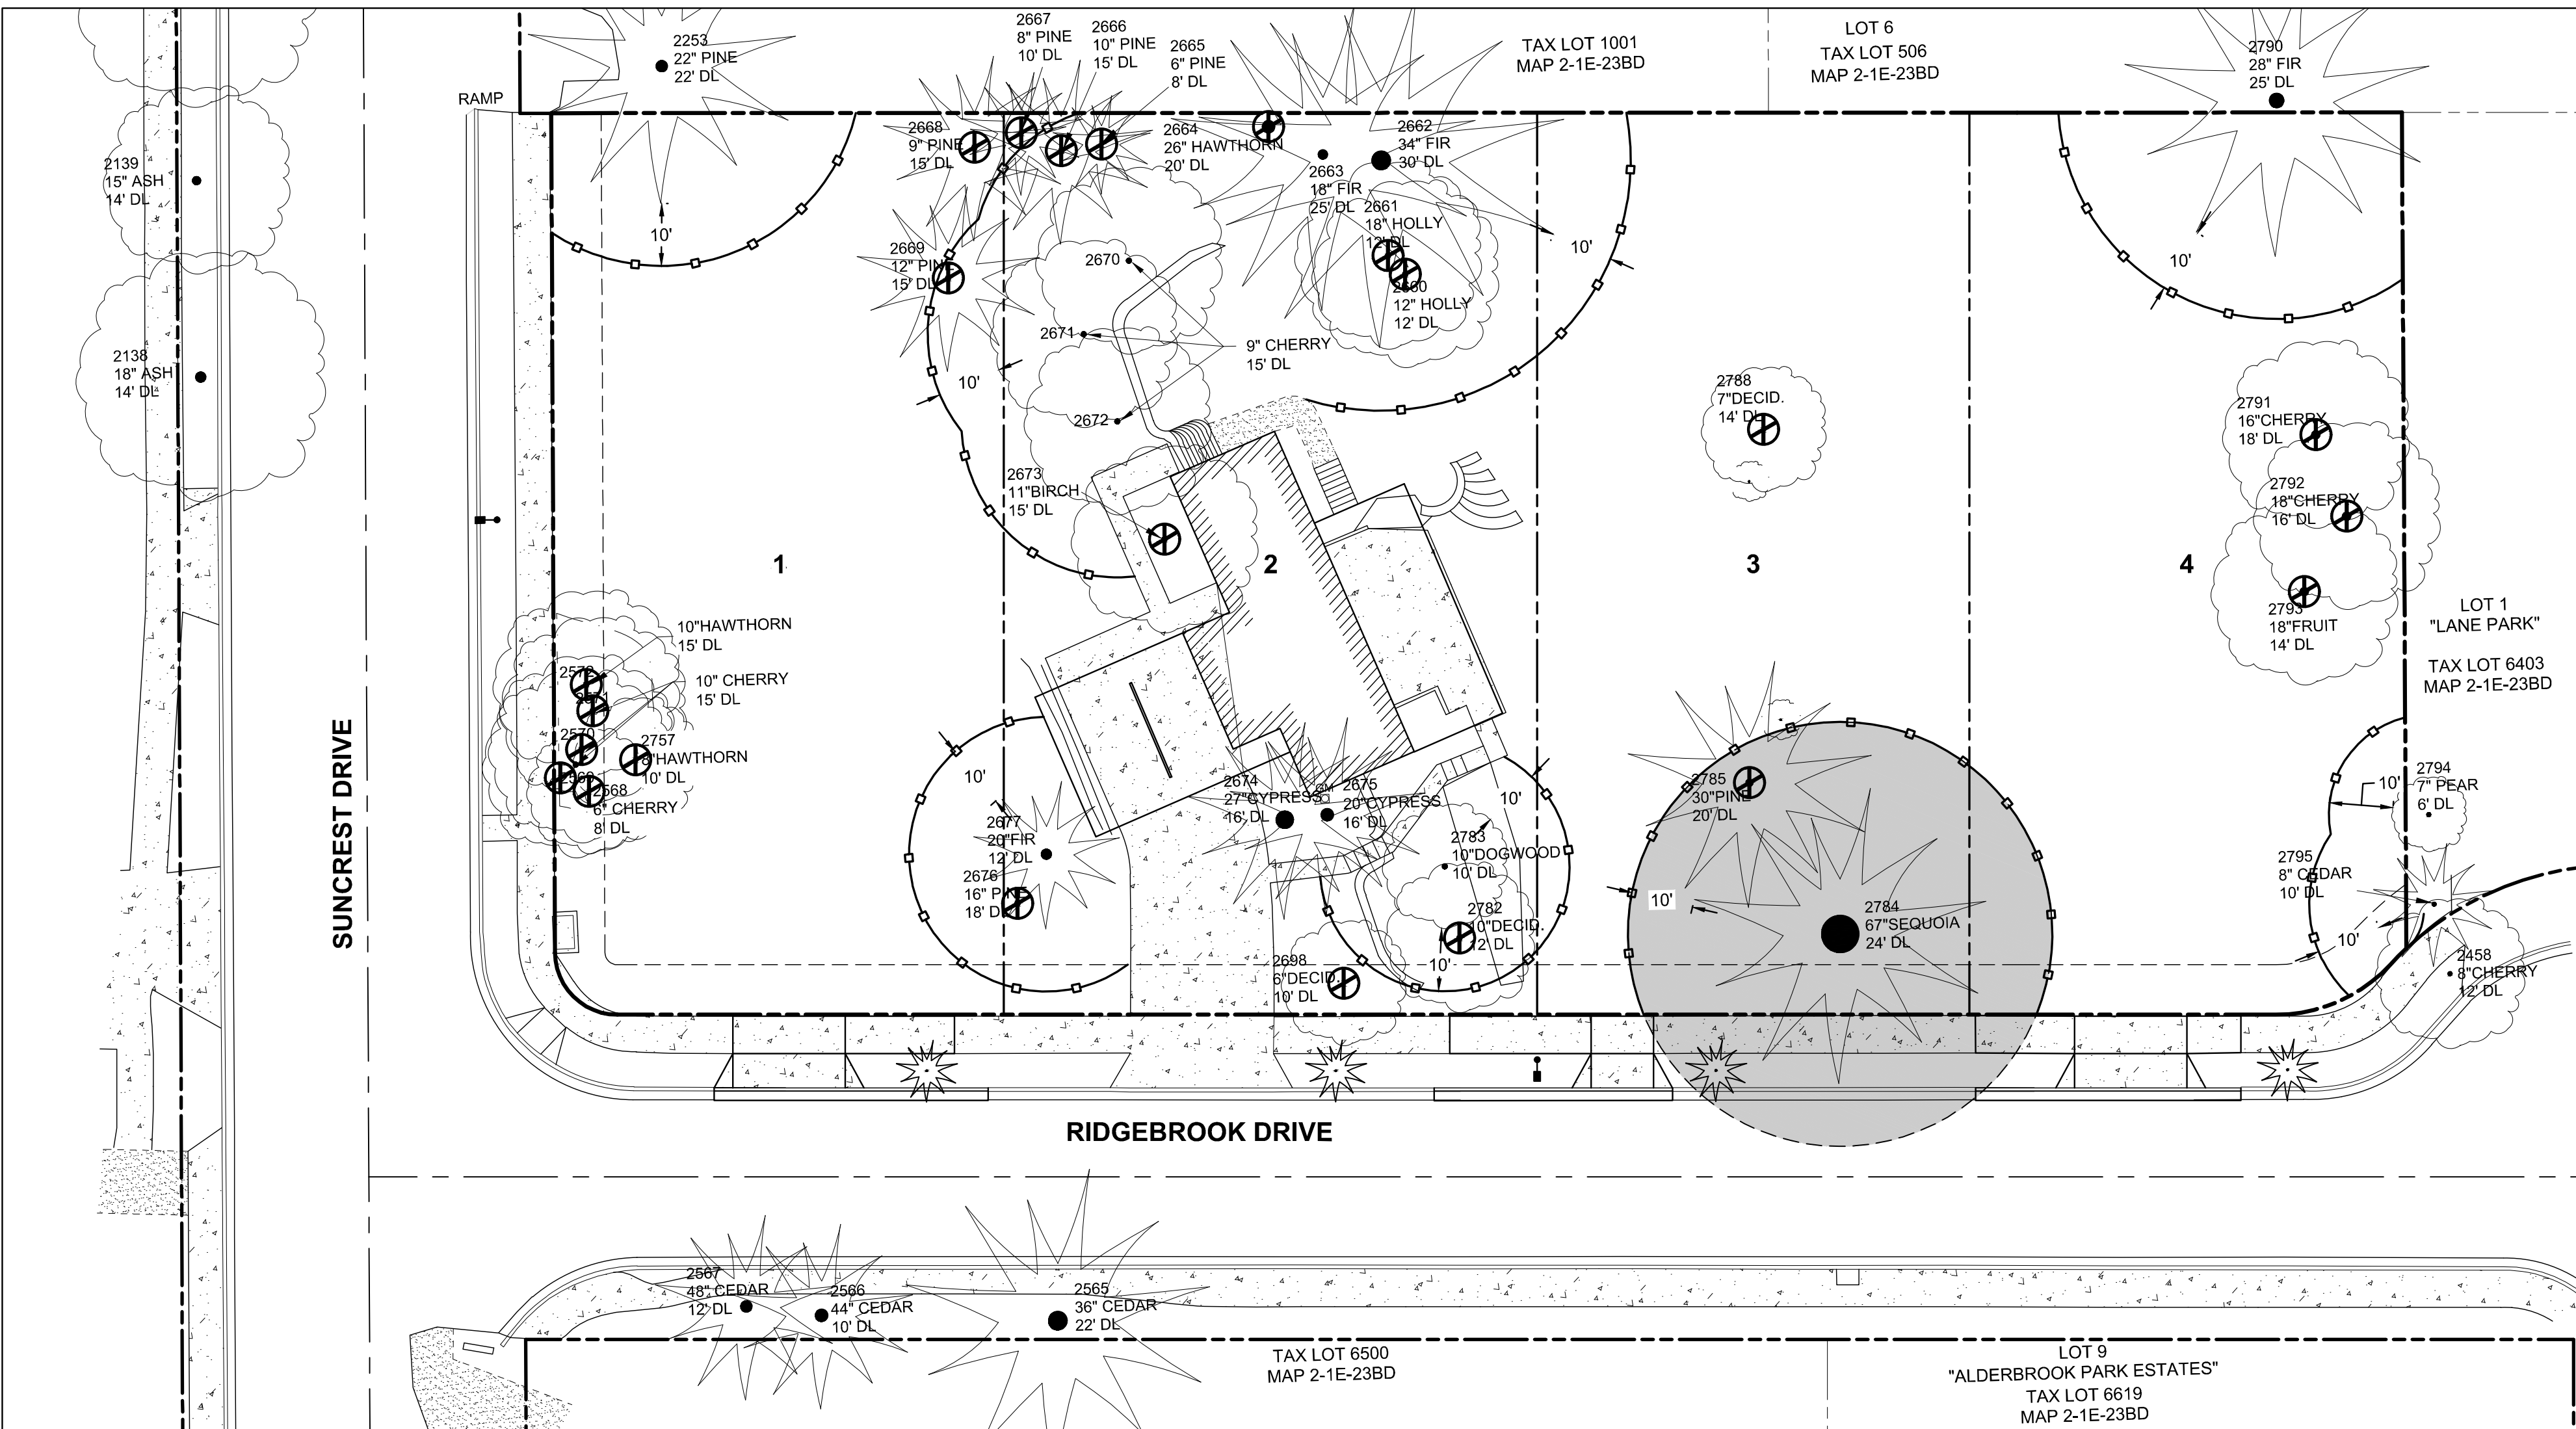 2253
22" PINE
22' DL
2667
8" PINE
10' DL
2666
10" PINE
15' DL
2665
6" PINE
8' DL
TAX LOT 1001
MAP 2-1E-23BD
LOT 6
TAX LOT 506
MAP 2-1E-23BD
2790
28" FIR
25' DL
RAMP
2668
9" PINE
15' DL
2664
26" HAWTHORN
20' DL
2662
34" FIR
30' DL
2663
18" FIR
25' DL
2661
18" HOLLY
12' DL
2660
12" HOLLY
12' DL
2139
15" ASH
14' DL
10'
2669
12" PINE
15' DL
2670
10'
10'
2138
18" ASH
14' DL
2671
9" CHERRY
15' DL
10'
2672
2788
7"DECID.
14' DL
2791
16"CHERRY
18' DL
2673
11"BIRCH
15' DL
2792
18"CHERRY
16' DL
1
2
3
4
2793
18"FRUIT
14' DL
LOT 1
"LANE PARK"
TAX LOT 6403
MAP 2-1E-23BD
10"HAWTHORN
15' DL
10" CHERRY
15' DL
2570
2757
8"HAWTHORN
10' DL
2568
6" CHERRY
8' DL
SUNCREST DRIVE
10'
2674
27"CYPRESS
16' DL
2675
20"CYPRESS
16' DL
10'
2785
30"PINE
20' DL
10'
2794
7" PEAR
6' DL
2677
20"FIR
12' DL
2783
10"DOGWOOD
10' DL
2795
8" CEDAR
10' DL
2676
16" PINE
18' DL
2782
10"DECID.
12' DL
10'
10'
2784
67"SEQUOIA
24' DL
10'
2698
6"DECID.
10' DL
2458
8"CHERRY
12' DL
RIDGEBROOK DRIVE
2567
48" CEDAR
12' DL
2566
44" CEDAR
10' DL
2565
36" CEDAR
22' DL
TAX LOT 6500
MAP 2-1E-23BD
LOT 9
"ALDERBROOK PARK ESTATES"
TAX LOT 6619
MAP 2-1E-23BD